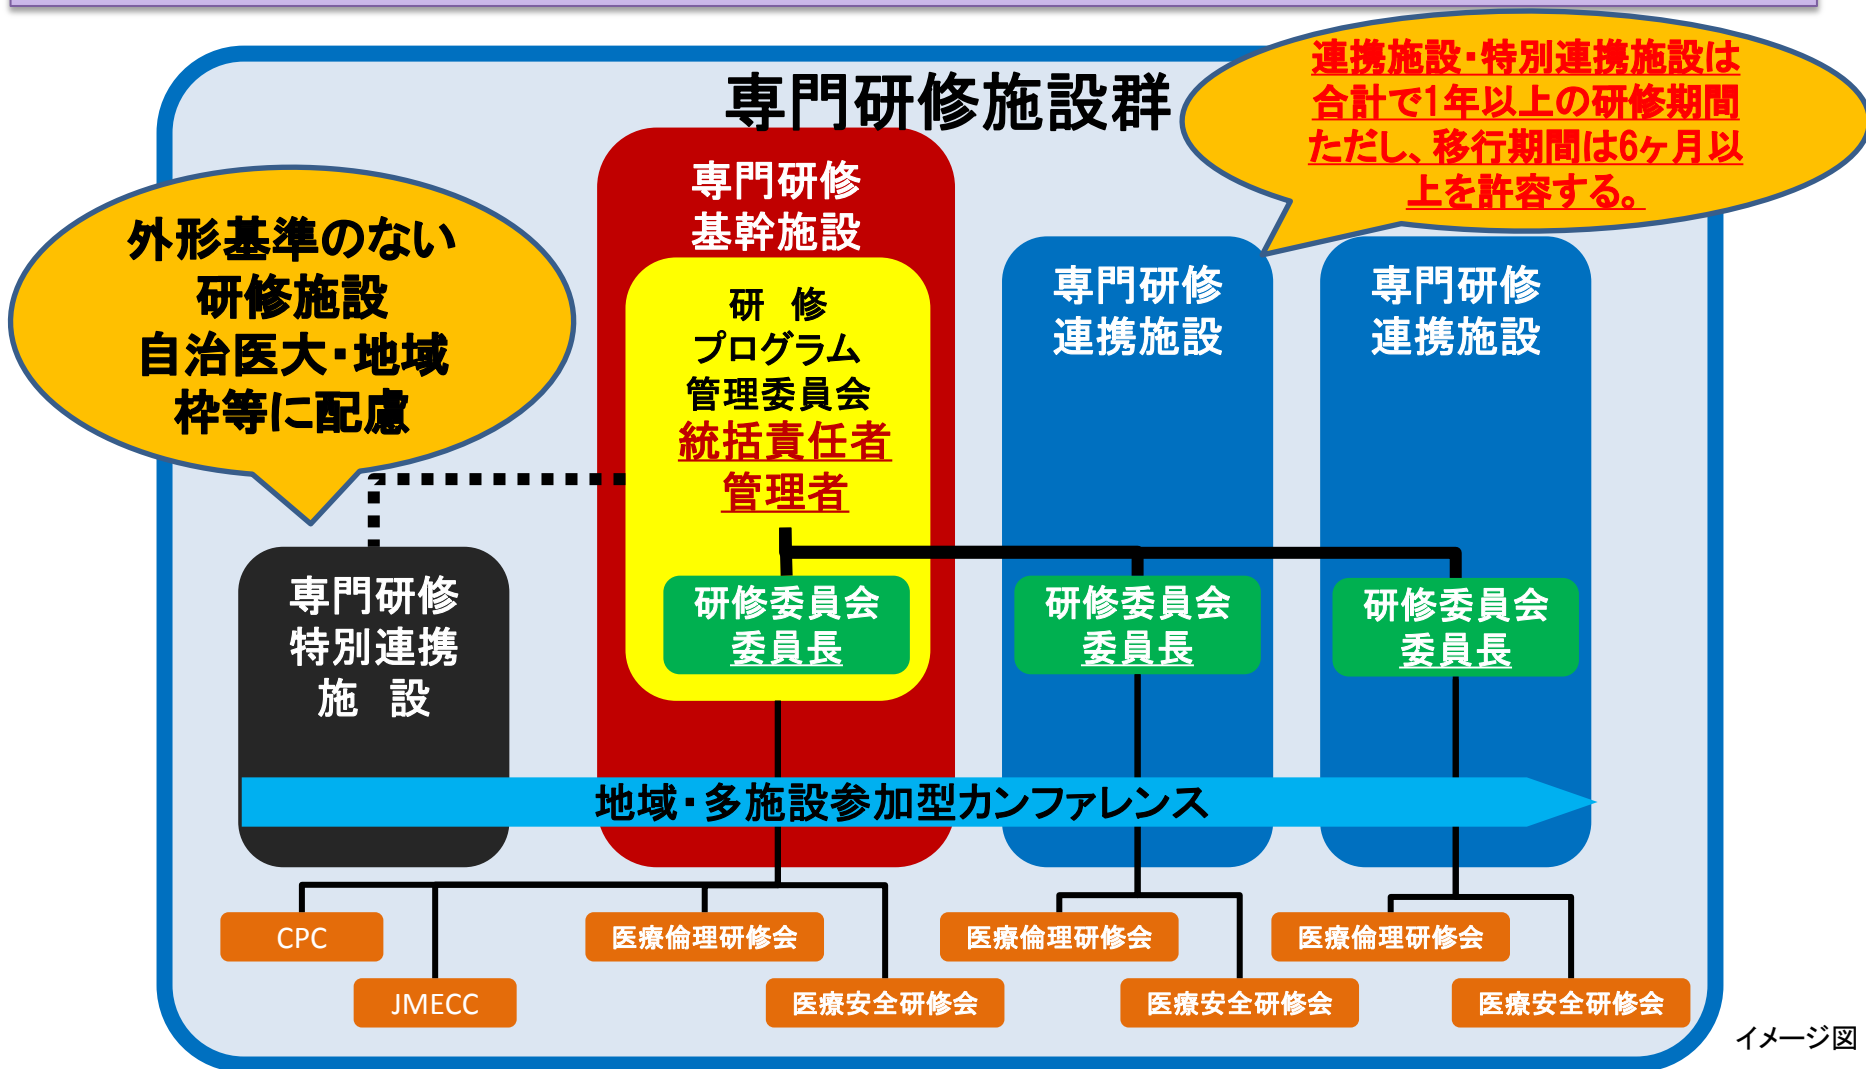 専門研修施設群
連携施設・特別連携施設は
合計で1年以上の研修期間
ただし、移行期間は6ヶ月以
上を許容する。
外形基準のない
研修施設
自治医大・地域
枠等に配慮
専門研修
基幹施設
研　修
プログラム
管理委員会
統括責任者
管理者
研修委員会
委員長
専門研修
連携施設
研修委員会
委員長
専門研修
連携施設
研修委員会
委員長
専門研修
特別連携
施　設
地域・多施設参加型カンファレンス
CPC
JMECC
医療倫理研修会
医療安全研修会
医療倫理研修会
医療安全研修会
医療倫理研修会
医療安全研修会
イメージ図